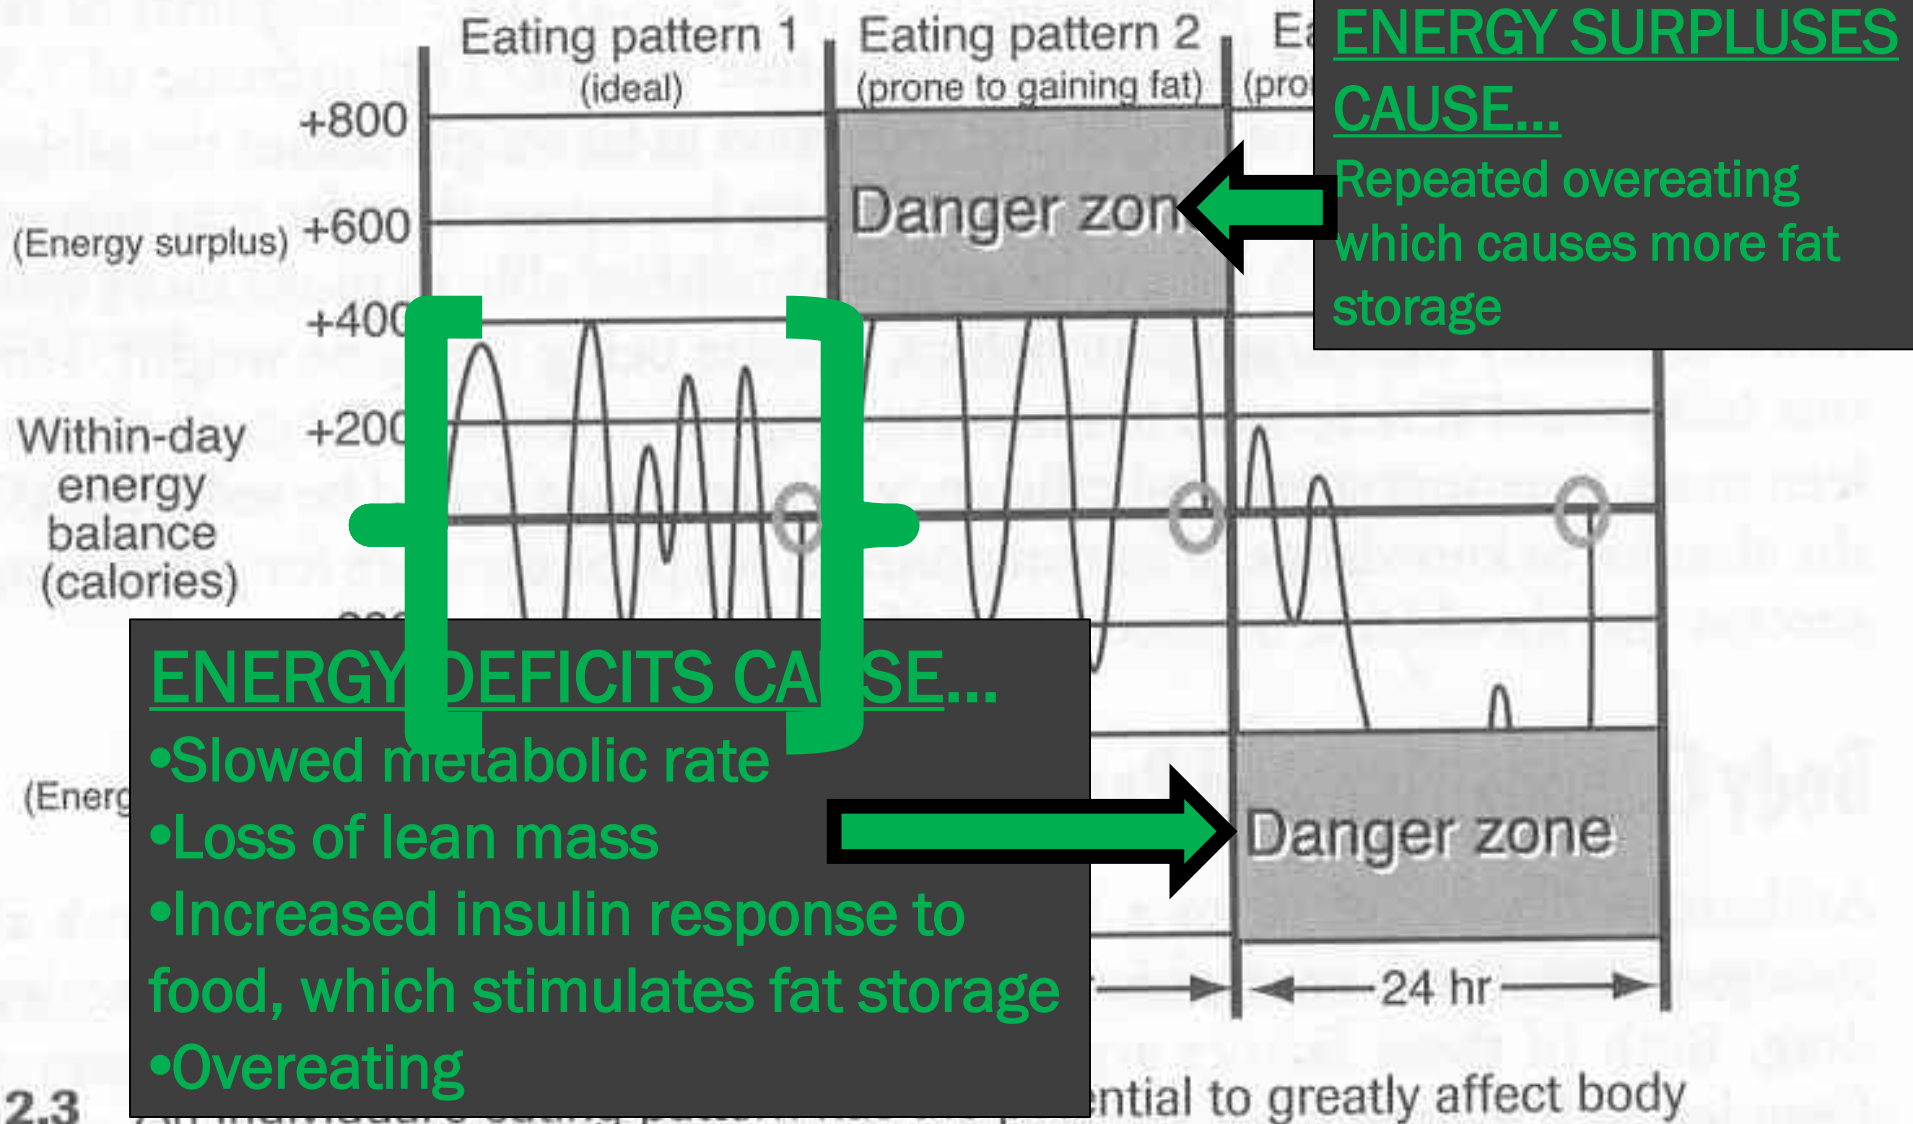 Eating pattern 1
(ideal)
Eating pattern 2
(prone to gaining fat)
ENERGY SURPLUSES
CAUSE...
Repeated overeating
which causes more fat
storage
+800
+600
(Energy surplus)
+400
+200
Danger zon
Within-day
energy
balance
(calories)
ENERGY DEFICITS CAUSE...
•Slowed metabolic rate
•Loss of lean mass
•Increased insulin response to
food, which stimulates fat storage
•Overeating
Danger zone
24 hr
2.3
to greatly affect body